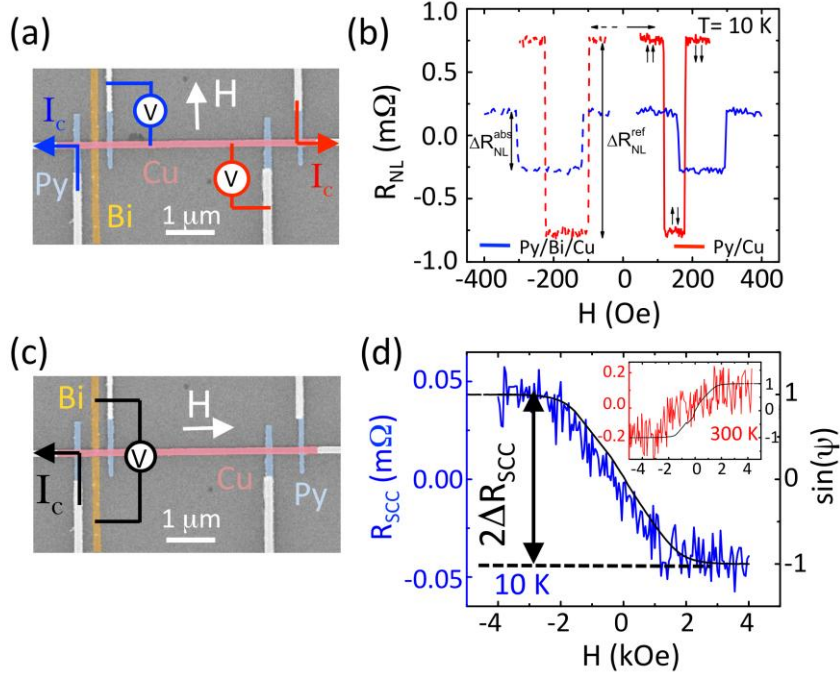 (a)
I_c
V
H
Py
Bi
Cu
V
I_c
1 μm
(b)
R_NL (mΩ)
1.0
0.5
0.0
-0.5
-1.0
T= 10 K
ΔR_NL^abs
ΔR_NL^ref
Py/Bi/Cu
Py/Cu
-400 -200 0 200 400
H (Oe)
(c)
Bi
H
V
I_c
Cu
Py
1 μm
(d)
R_SCC (mΩ)
0.05
0.00
-0.05
2ΔR_SCC
10 K
0.2
0.0
-0.2
300 K
1
0
-1
-4 -2 0 2 4
1
0
-1
sin(ψ)
-4 -2 0 2 4
H (kOe)